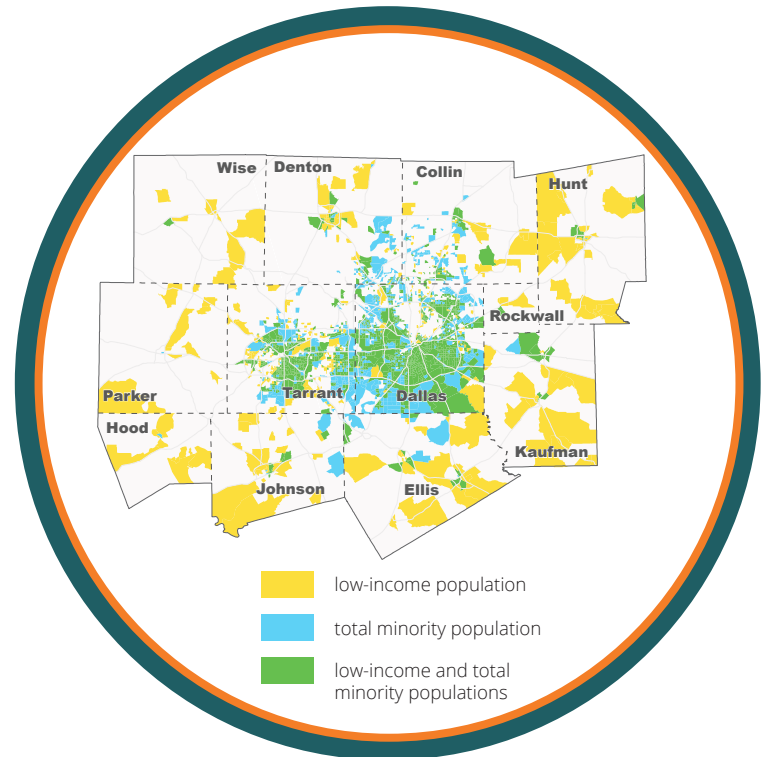 Wise
Denton
Collin
Hunt
Rockwall
Parker
Tarrant
Dallas
Hood
Kaufman
Johnson
Ellis
low-income population
total minority population
low-income and total
minority populations